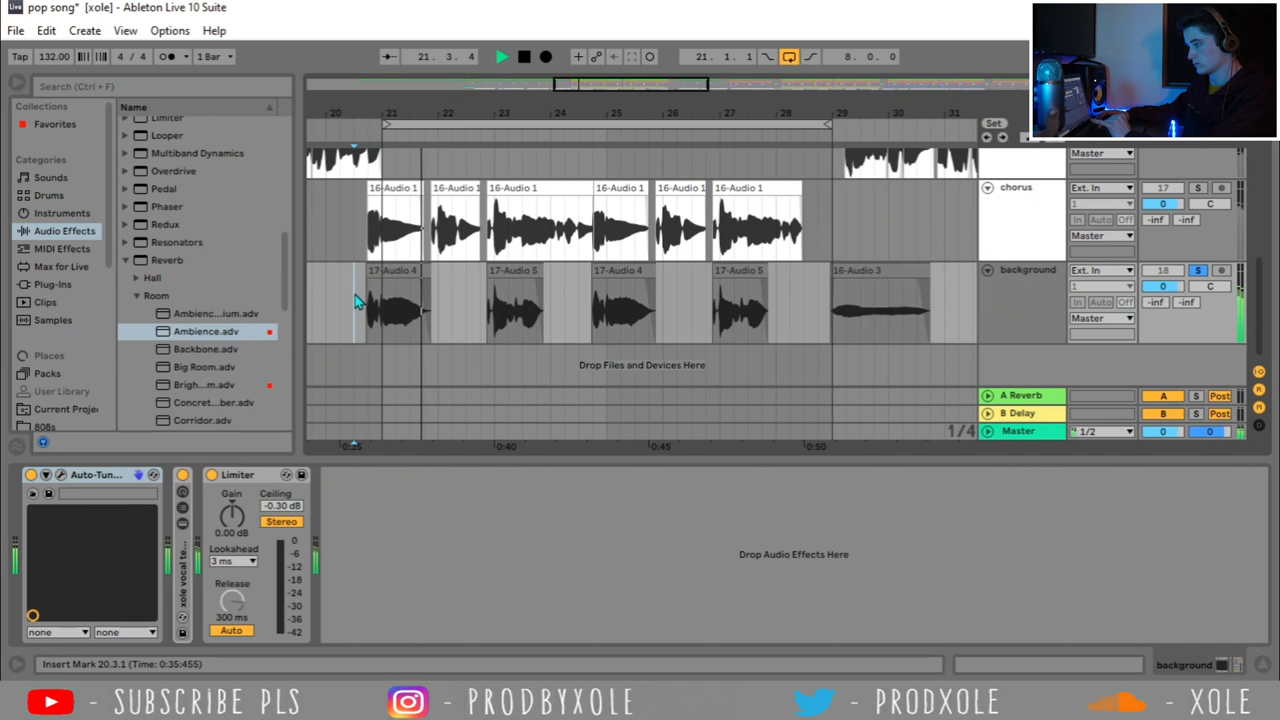 Live pop song* [xole] - Ableton Live 10 Suite
File Edit Create View Options Help
Tap 132.00 4 / 4 1 Bar 21. 3. 4 21. 1. 1 8. 0. 0
Search (Ctrl + F)
Collections
Favorites
Categories
Sounds
Drums
Instruments
Audio Effects
MIDI Effects
Max for Live
Plug-Ins
Clips
Samples
Places
Packs
User Library
Current Proje
808s
Name
Limiter
Looper
Multiband Dynamics
Overdrive
Pedal
Phaser
Redux
Resonators
Reverb
Hall
Room
Ambienc...ium.adv
Ambience.adv
Backbone.adv
Big Room.adv
Brigh...m.adv
Concret...ber.adv
Corridor.adv
20 21 22 23 24 25 26 27 28 29 30 31
Set
Master
16-Audio 1 16-Audio 1 16-Audio 1 16-Audio 1 16-Audio 1 16-Audio 1
chorus Ext. In 17 S
1 0 C
In Auto Off -inf -inf
Master
17-Audio 4 17-Audio 5 17-Audio 4 17-Audio 5 16-Audio 3
background Ext. In 18 S
1 0 C
In Auto Off -inf -inf
Master
Drop Files and Devices Here
A Reverb A S Post
B Delay B S Post
1/4 Master 1/2 0 0
0:35 0:40 0:45 0:50
Auto-Tun...
none none
xole vocal te...
Limiter
Gain
0.00 dB
Lookahead
3 ms
Release
300 ms
Auto
Ceiling
-0.30 dB
Stereo
0
-6
-12
-18
-24
-30
-36
-42
Drop Audio Effects Here
Insert Mark 20.3.1 (Time: 0:35:455)
background
- SUBSCRIBE PLS - PRODBYXOLE - PRODXOLE - XOLE